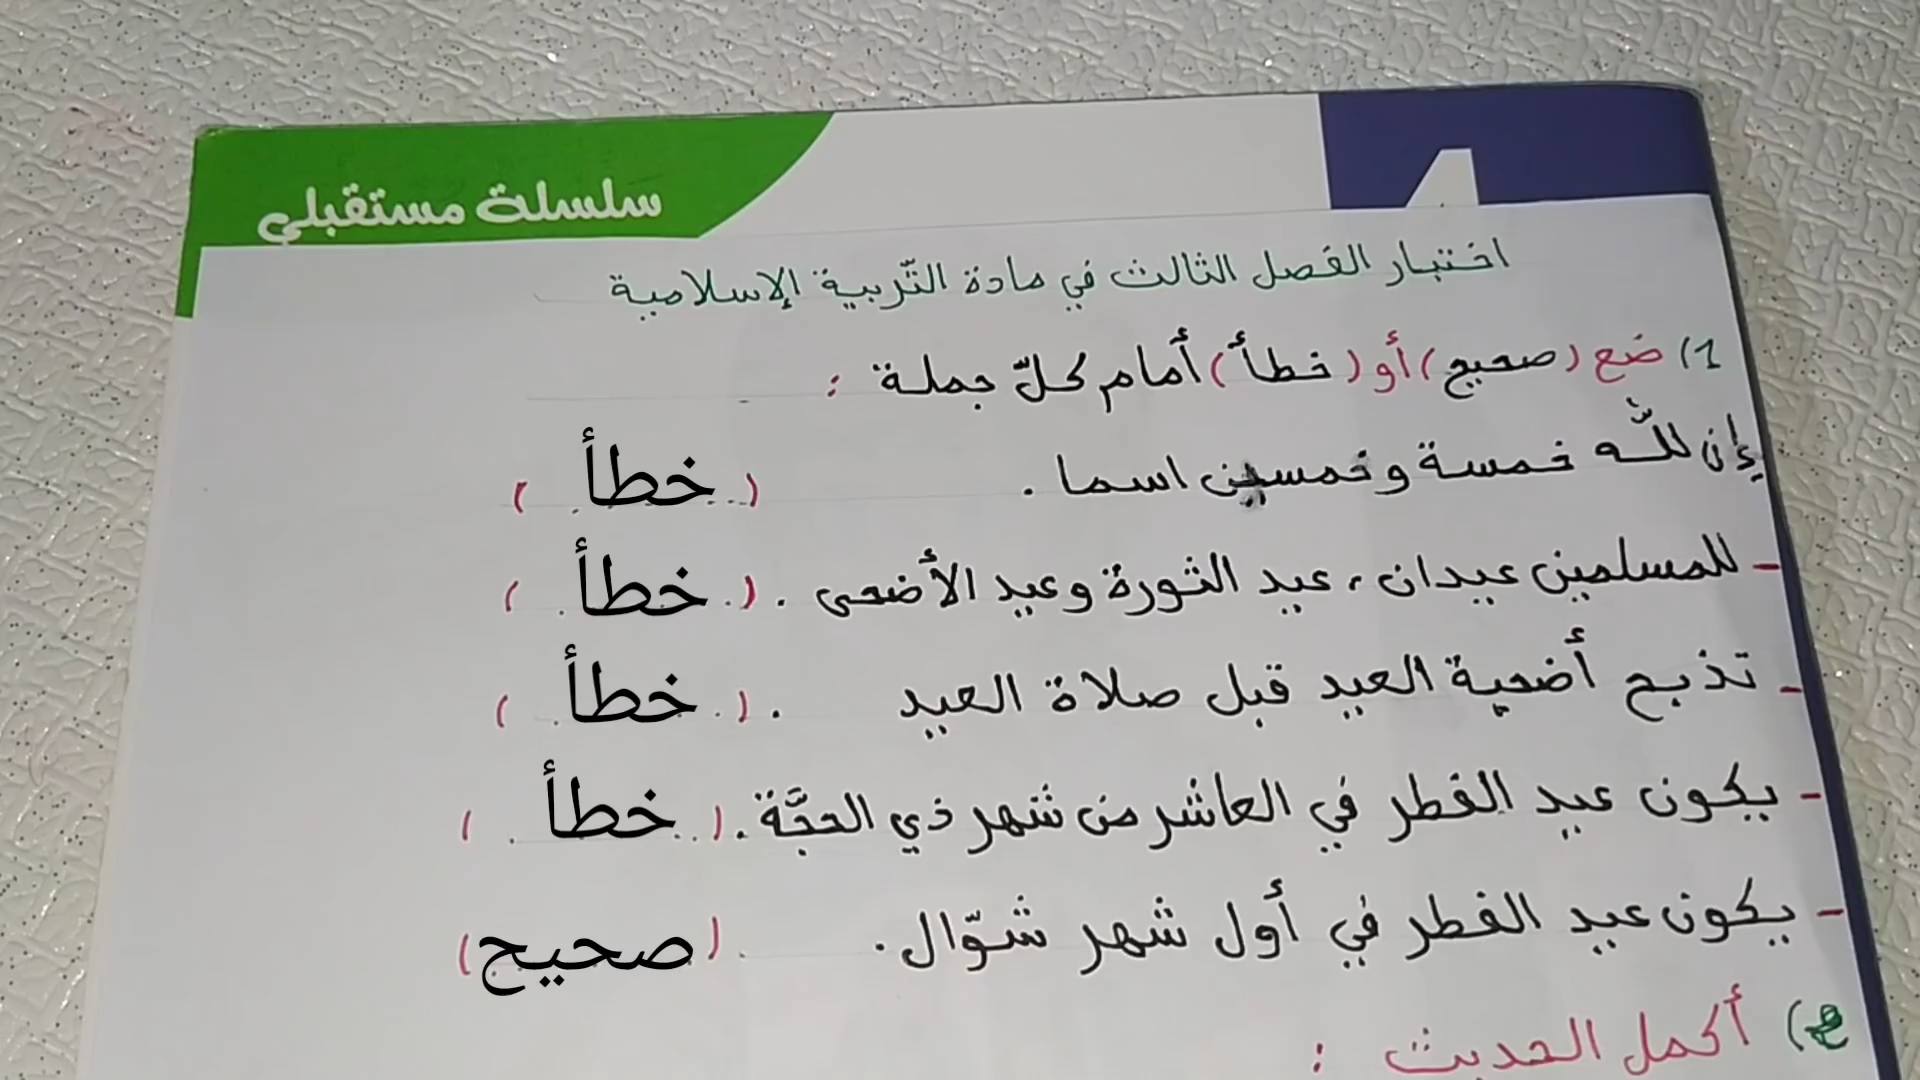 سلسلة مستقبلي
4
اختبار الفصل الثالث في مادة التّربية الإسلامية
1) ضع (صحيح) أو (خطأ) أمام كلّ جملة :
إن للّه خمسة وخمسين اسما . ( خطأ )
- للمسلمين عيدان، عيد الثورة وعيد الأضحى . ( خطأ )
- تذبح أضحية العيد قبل صلاة العيد . ( خطأ )
- يكون عيد الفطر في العاشر من شهر ذي الحجَّة . ( خطأ )
- يكون عيد الفطر في أول شهر شوّال . ( صحيح )
2) أكمل الحديث :